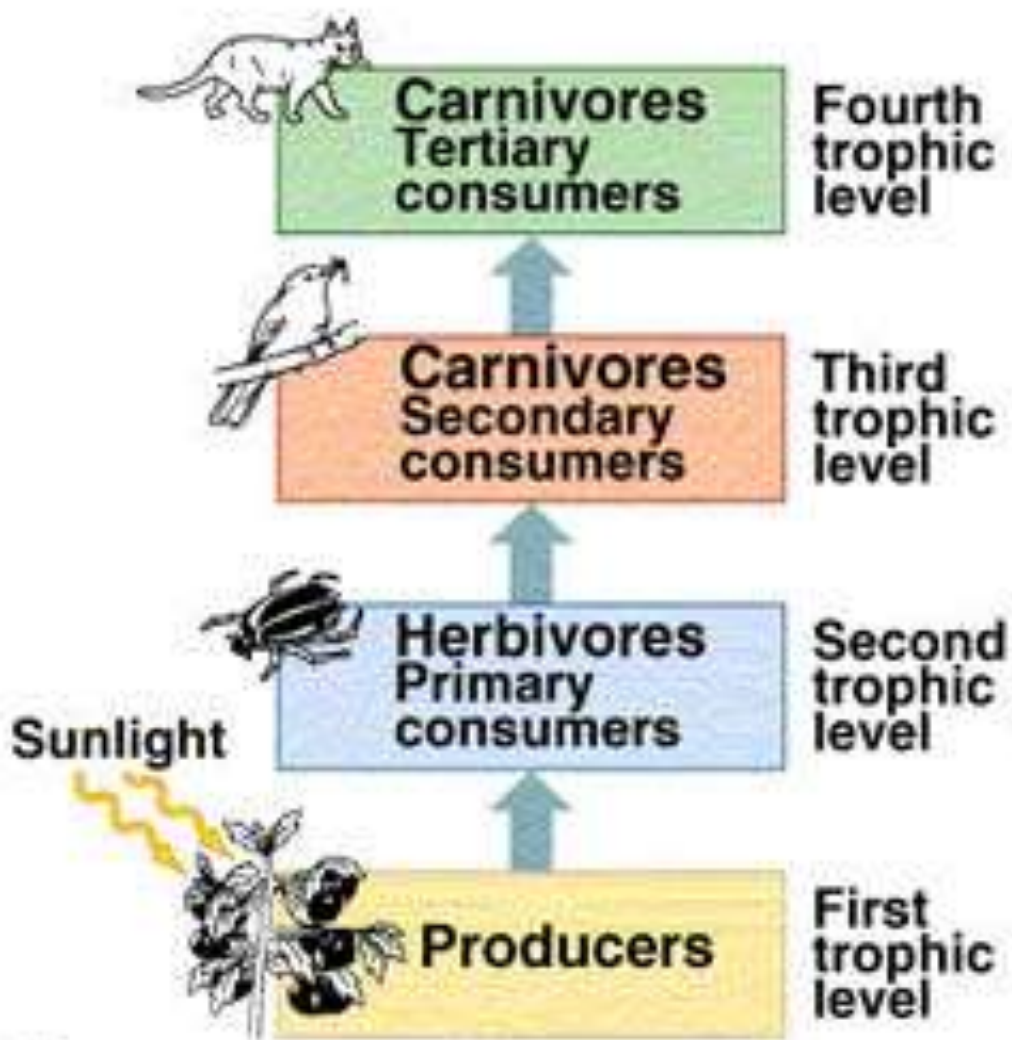 Carnivores
Tertiary
consumers
Fourth
trophic
level
Carnivores
Secondary
consumers
Third
trophic
level
Herbivores
Primary
consumers
Second
trophic
level
Sunlight
Producers
First
trophic
level